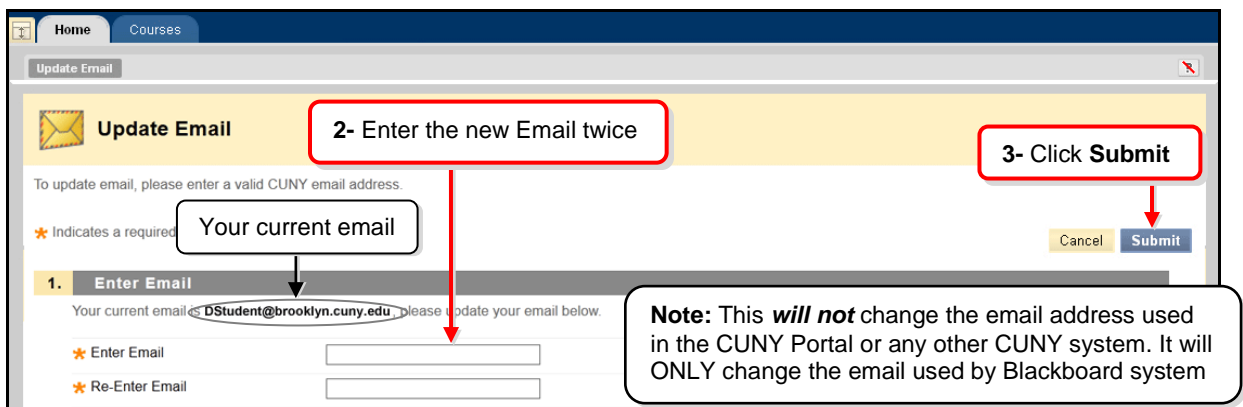 Home Courses
Update Email
Update Email
2- Enter the new Email twice
3- Click Submit
To update email, please enter a valid CUNY email address.
Your current email
Indicates a required
Cancel Submit
1. Enter Email
Your current email is DStudent@brooklyn.cuny.edu, please update your email below.
Enter Email
Re-Enter Email
Note: This will not change the email address used
in the CUNY Portal or any other CUNY system. It will
ONLY change the email used by Blackboard system